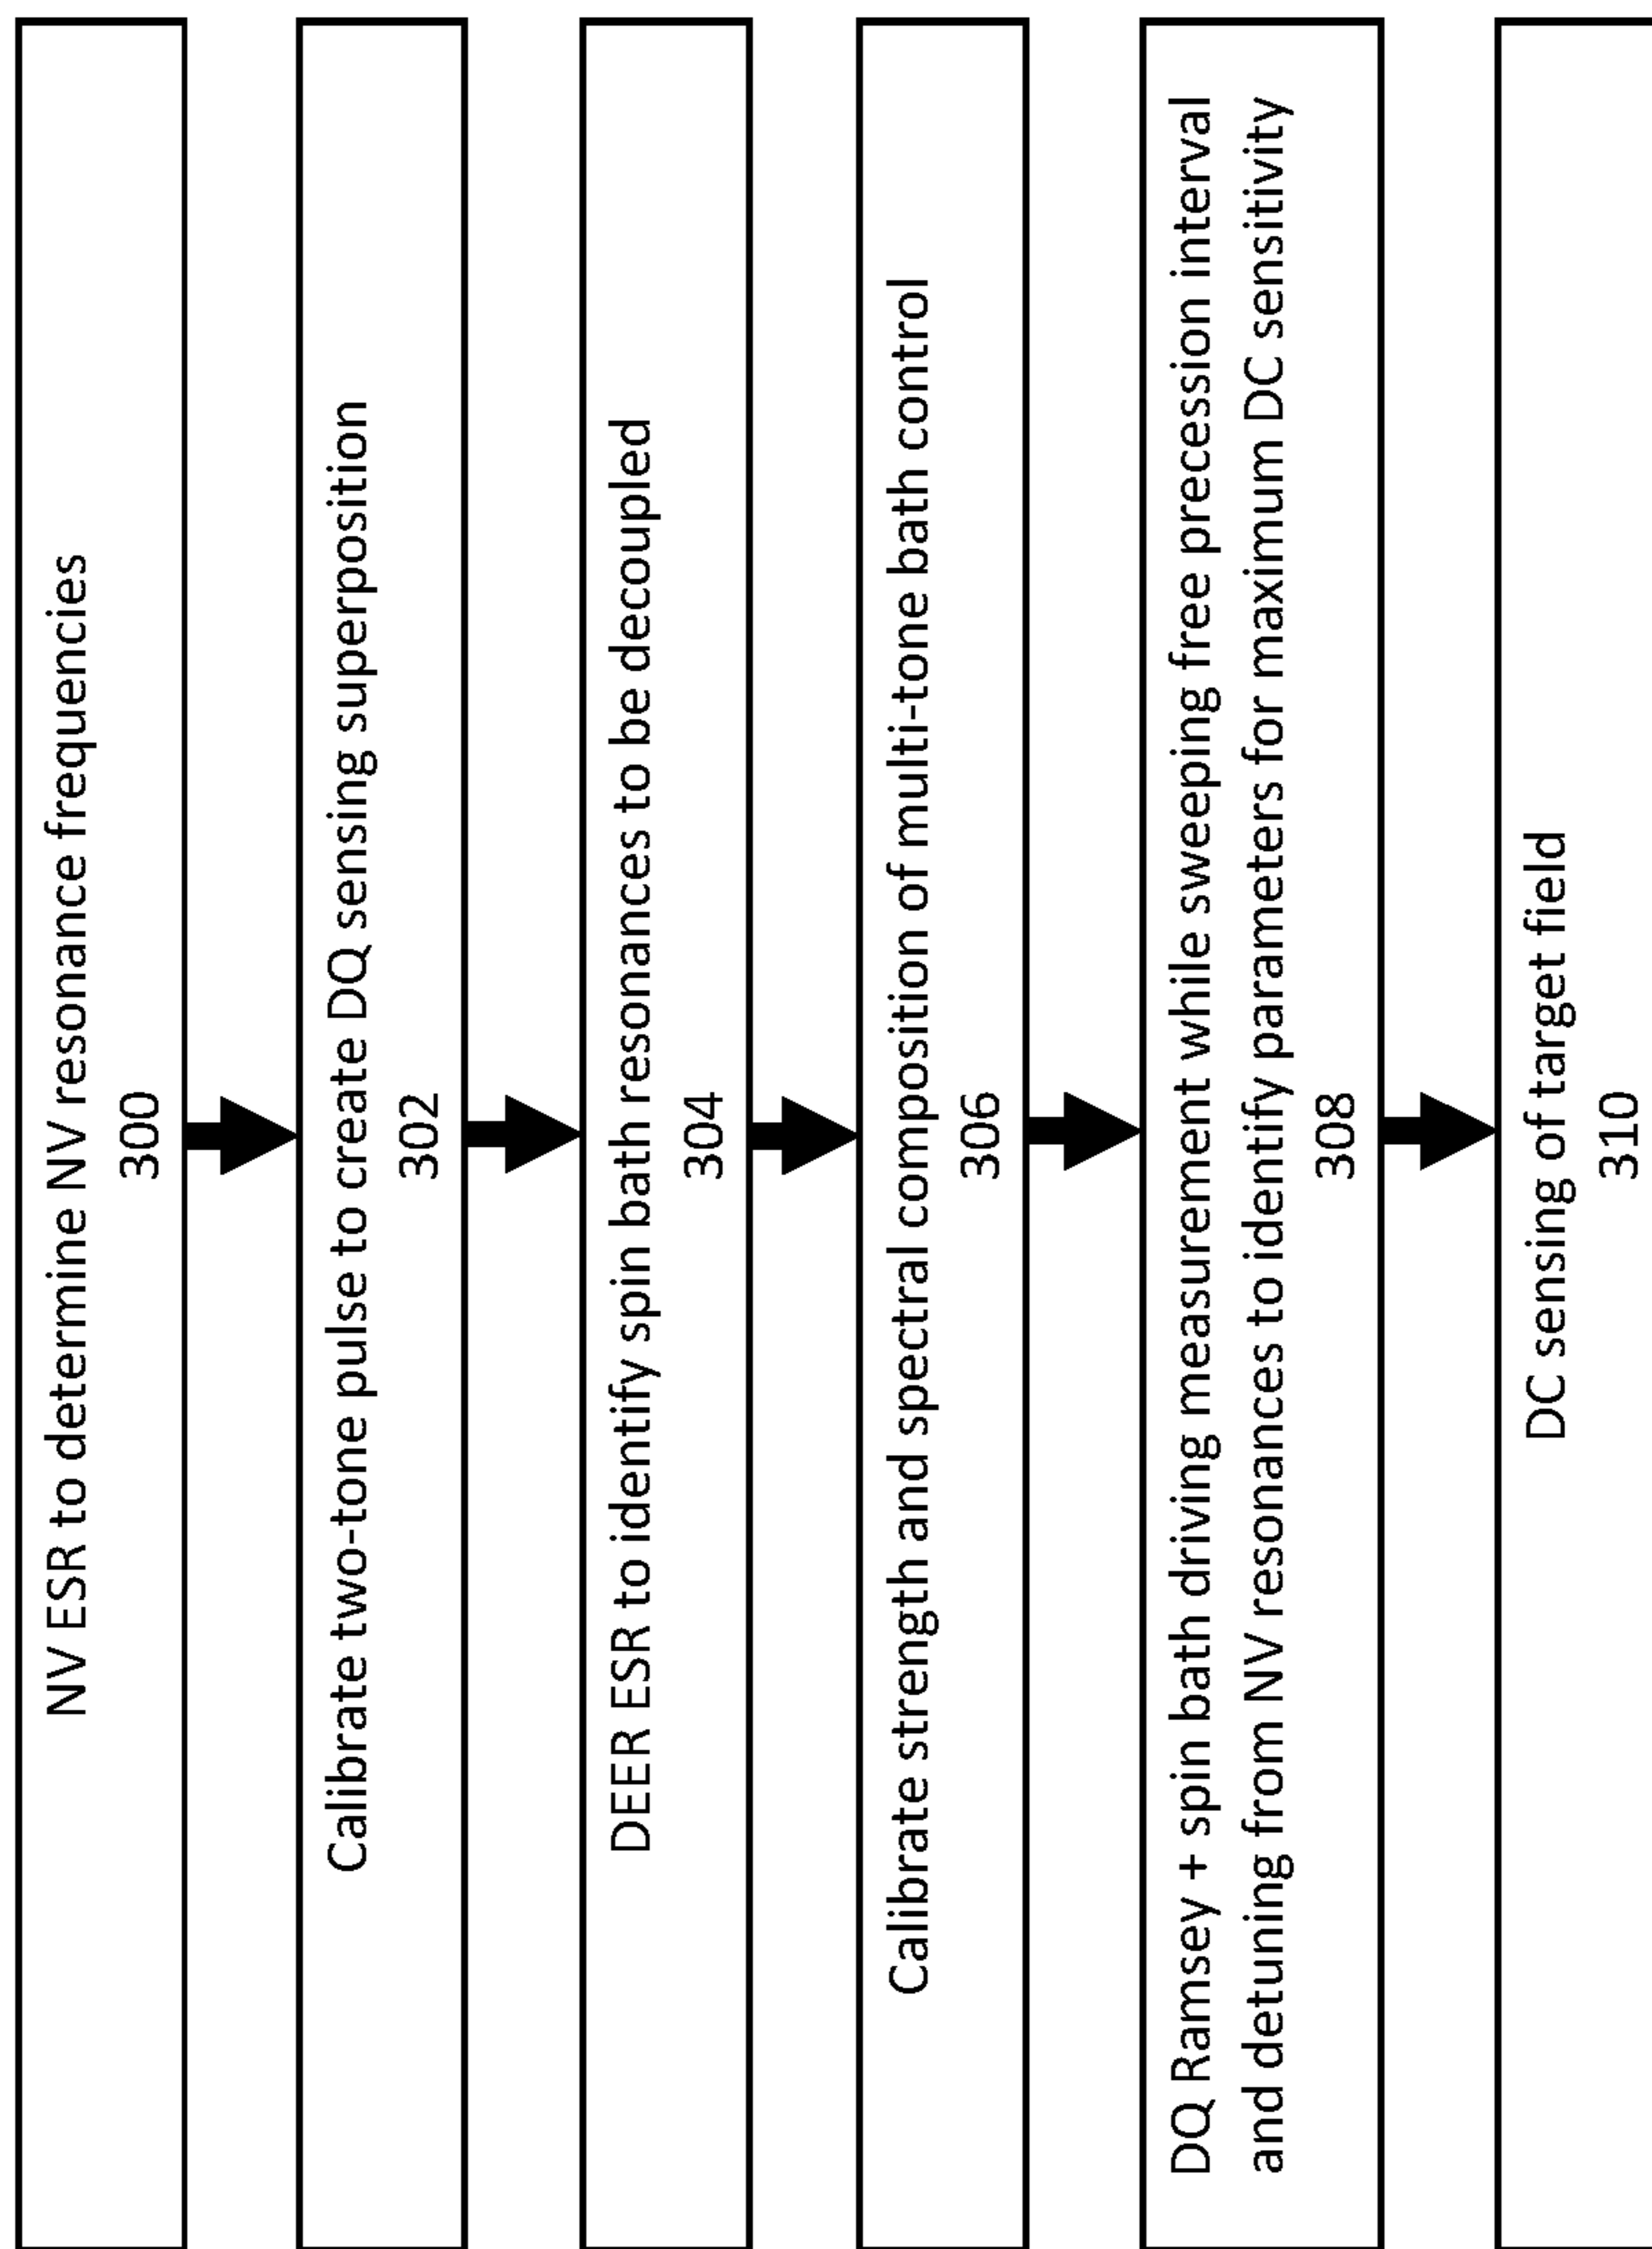 NV ESR to determine NV resonance frequencies
300
Calibrate two-tone pulse to create DQ sensing superposition
302
DEER ESR to identify spin bath resonances to be decoupled
304
Calibrate strength and spectral composition of multi-tone bath control
306
DQ Ramsey + spin bath driving measurement while sweeping free precession interval
and detuning from NV resonances to identify parameters for maximum DC sensitivity
308
DC sensing of target field
310